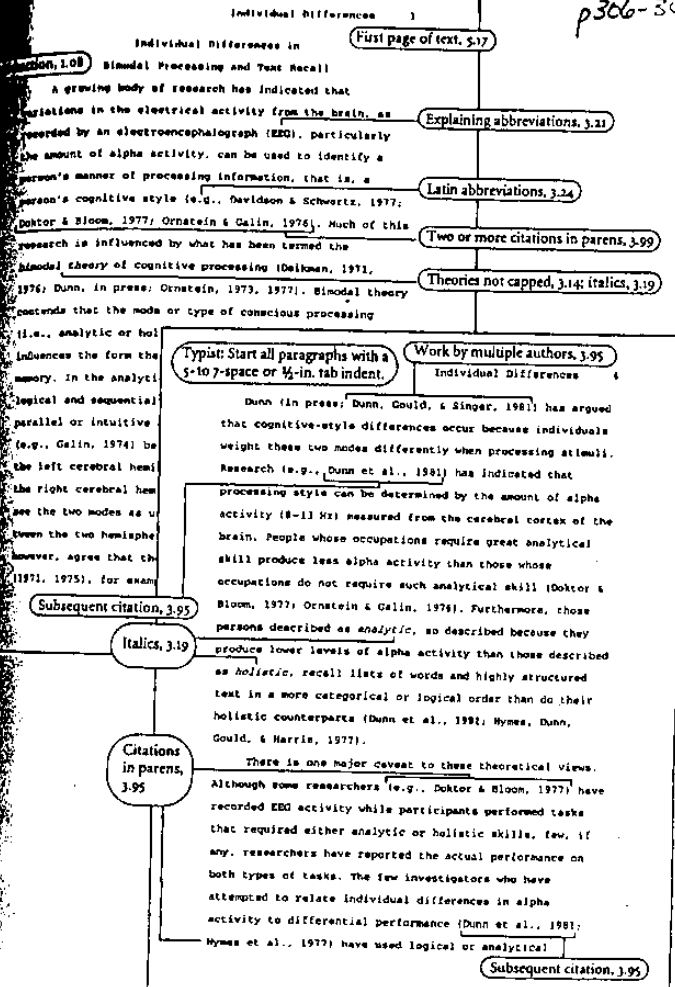 Individual Differences 3
p306-
Individual Differences in
First page of text, 5.17
1.08
Bimodal Processing and Text Recall
A growing body of research has indicated that
variations in the electrical activity from the brain, as
Explaining abbreviations, 3.21
recorded by an electroencephalograph (EEG), particularly
the amount of alpha activity, can be used to identify a
person's manner of processing information, that is, a
Latin abbreviations, 3.24
person's cognitive style (e.g., Davidson & Schwartz, 1977;
Doktor & Bloom, 1977; Ornstein & Galin, 1976). Much of this
Two or more citations in parens, 3.99
research is influenced by what has been termed the
bimodal theory of cognitive processing (Deikman, 1971,
Theories not capped, 3.14; italics, 3.19
1976; Dunn, in press; Ornstein, 1973, 1977). Bimodal theory
contends that the mode or type of conscious processing
(i.e., analytic or hol
influences the form the
memory. In the analyti
logical and sequential
parallel or intuitive
(e.g., Galin, 1974) be
the left cerebral hemi
the right cerebral hem
see the two modes as u
tween the two hemisphe
however, agree that th
(1971, 1975), for exam
Typist: Start all paragraphs with a
5- to 7-space or ½-in. tab indent.
Work by multiple authors, 3.95
Individual Differences 4
Dunn (in press; Dunn, Gould, & Singer, 1981) has argued
that cognitive-style differences occur because individuals
weight these two modes differently when processing stimuli.
Research (e.g., Dunn et al., 1981) has indicated that
processing style can be determined by the amount of alpha
activity (8-13 Hz) measured from the cerebral cortex of the
brain. People whose occupations require great analytical
skill produce less alpha activity than those whose
occupations do not require such analytical skill (Doktor &
Bloom, 1977; Ornstein & Galin, 1976). Furthermore, those
Subsequent citation, 3.95
persons described as analytic, so described because they
Italics, 3.19
produce lower levels of alpha activity than those described
as holistic, recall lists of words and highly structured
text in a more categorical or logical order than do their
holistic counterparts (Dunn et al., 1981; Hymes, Dunn,
Gould, & Harris, 1977).
Citations
in parens,
3.95
There is one major caveat to these theoretical views.
Although some researchers (e.g., Doktor & Bloom, 1977) have
recorded EEG activity while participants performed tasks
that required either analytic or holistic skills, few, if
any, researchers have reported the actual performance on
both types of tasks. The few investigators who have
attempted to relate individual differences in alpha
activity to differential performance (Dunn et al., 1981;
Hymes et al., 1977) have used logical or analytical
Subsequent citation, 3.95